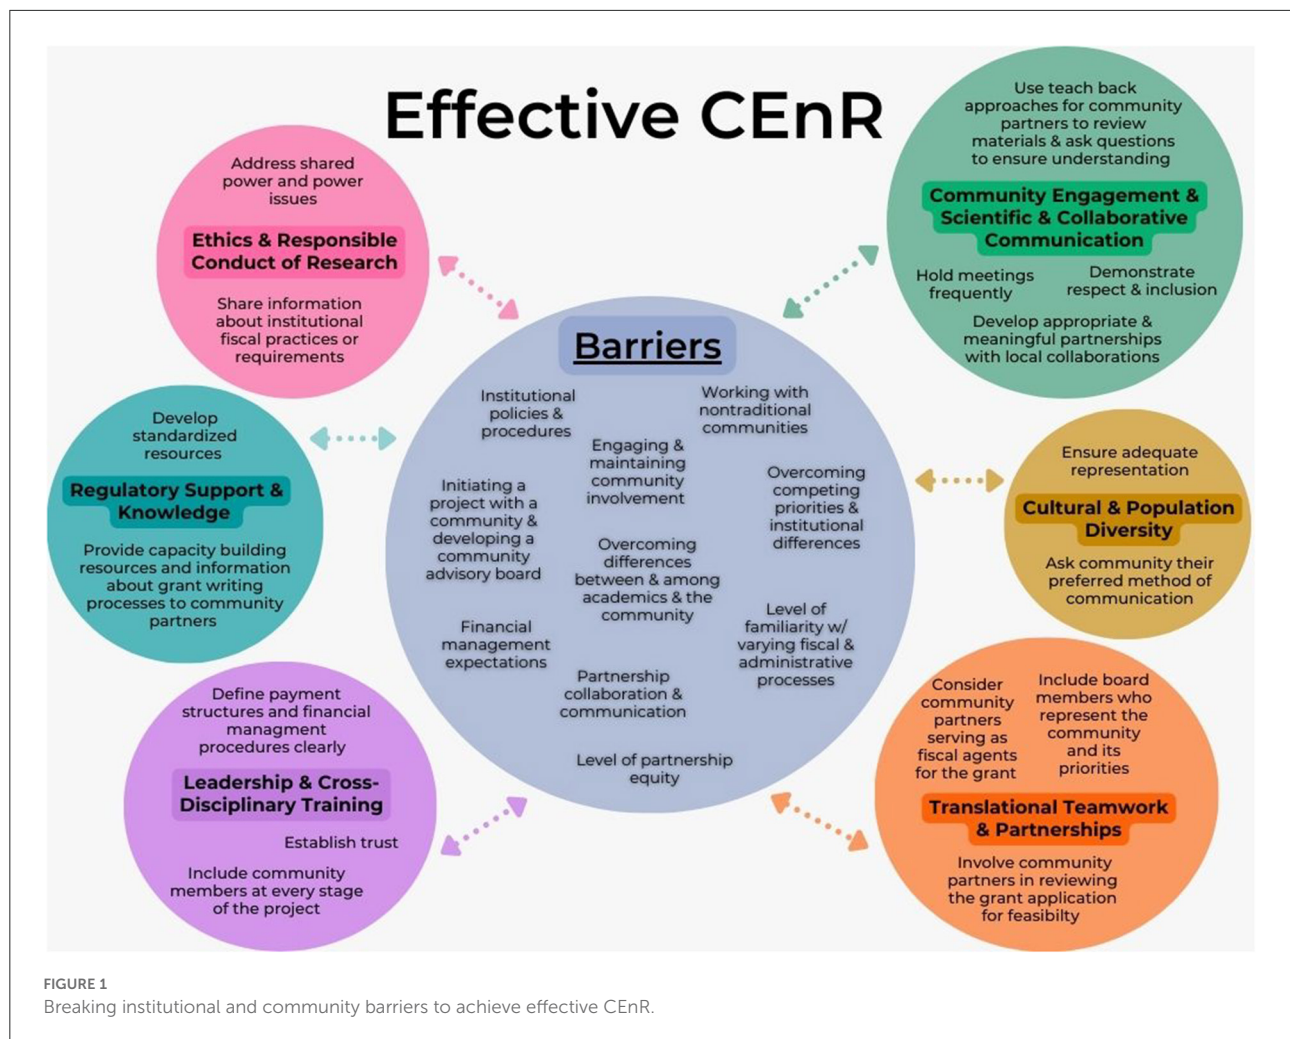 Effective CEnR
Address shared
power and power
issues
Ethics & Responsible
Conduct of Research
Share information
about institutional
fiscal practices or
requirements
Use teach back
approaches for community
partners to review
materials & ask questions
to ensure understanding
Community Engagement &
Scientific & Collaborative
Communication
Hold meetings
frequently
Demonstrate
respect & inclusion
Develop appropriate &
meaningful partnerships
with local collaborations
Develop
standardized
resources
Regulatory Support &
Knowledge
Provide capacity building
resources and information
about grant writing
processes to community
partners
Barriers
Institutional
policies &
procedures
Working with
nontraditional
communities
Engaging &
maintaining
community
involvement
Initiating a
project with a
community &
developing a
community
advisory board
Overcoming
competing
priorities &
institutional
differences
Overcoming
differences
between & among
academics & the
community
Financial
management
expectations
Level of
familiarity w/
varying fiscal &
administrative
processes
Partnership
collaboration &
communication
Level of partnership
equity
Ensure adequate
representation
Cultural & Population
Diversity
Ask community their
preferred method of
communication
Define payment
structures and financial
managment
procedures clearly
Leadership & Cross-
Disciplinary Training
Establish trust
Include community
members at every stage
of the project
Consider
community
partners
serving as
fiscal agents
for the grant
Include board
members who
represent the
community
and its
priorities
Translational Teamwork
& Partnerships
Involve community
partners in reviewing
the grant application
for feasibilty
FIGURE 1
Breaking institutional and community barriers to achieve effective CEnR.